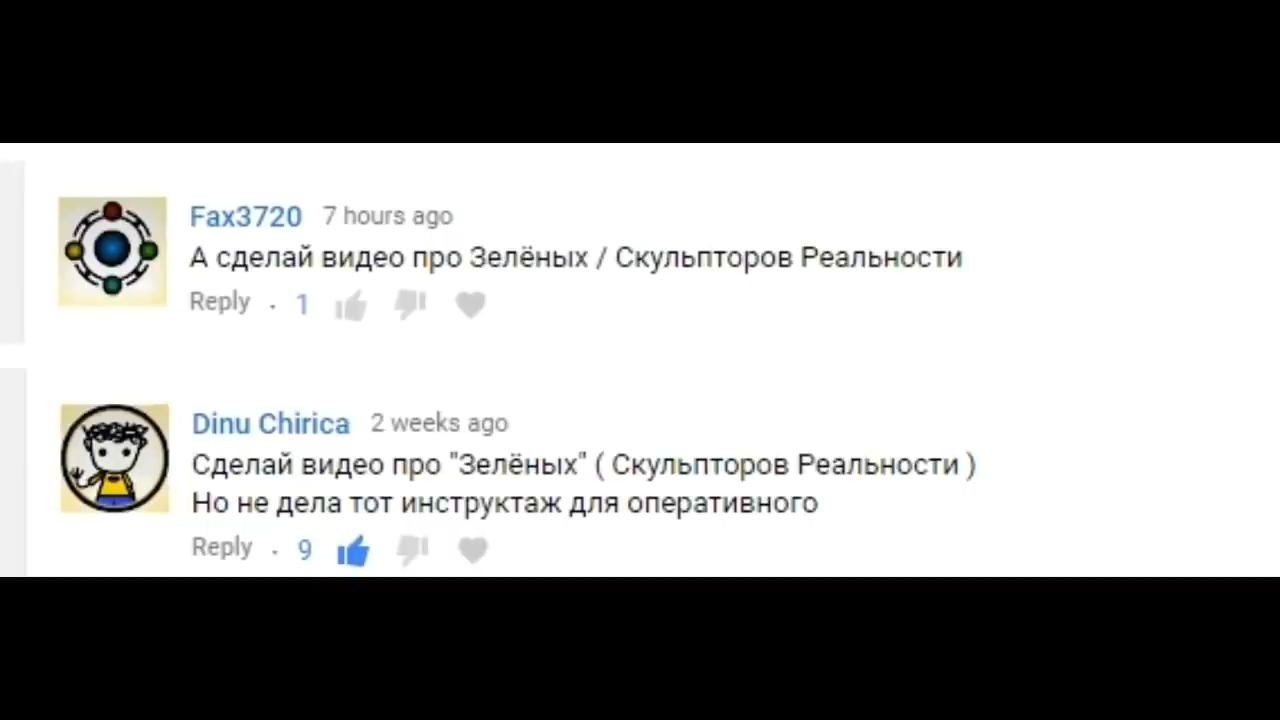 Fax3720 7 hours ago
А сделай видео про Зелёных / Скульпторов Реальности
Reply . 1
Dinu Chirica 2 weeks ago
Сделай видео про "Зелёных" ( Скульпторов Реальности )
Но не дела тот инструктаж для оперативного
Reply . 9